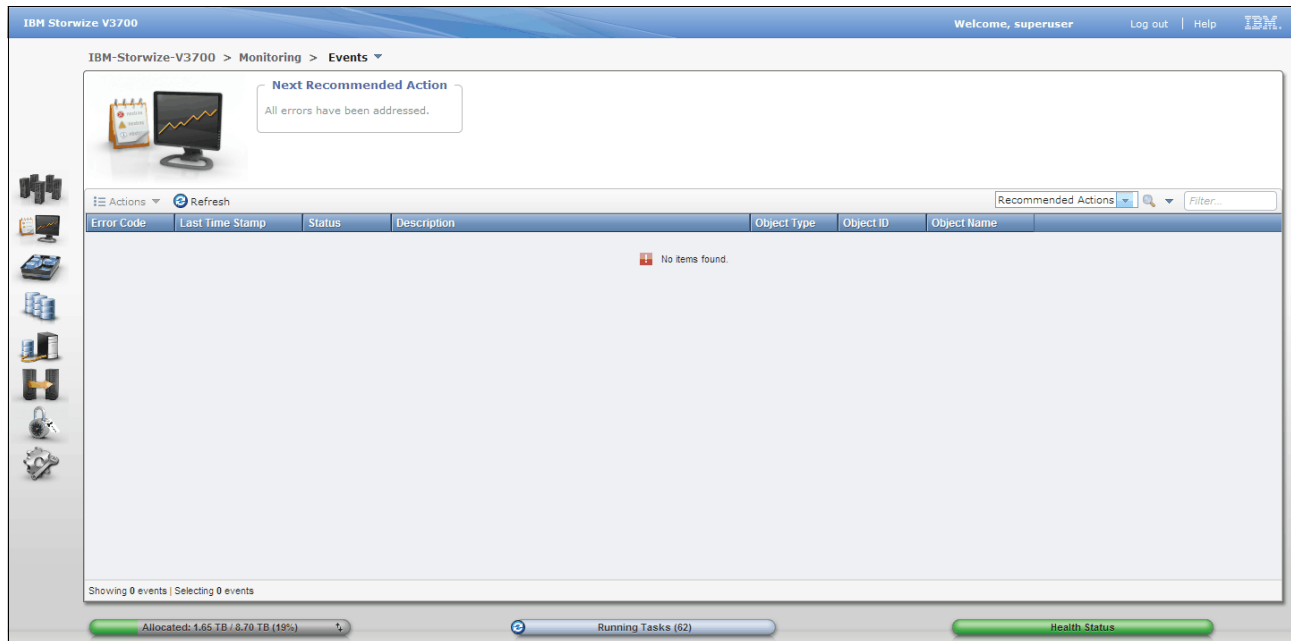 IBM Storwize V3700
Welcome, superuser
Log out | Help
IBM.
IBM-Storwize-V3700 > Monitoring > Events
Next Recommended Action
All errors have been addressed.
Actions
Refresh
Recommended Actions
Filter...
Error Code
Last Time Stamp
Status
Description
Object Type
Object ID
Object Name
No items found.
Showing 0 events | Selecting 0 events
Allocated: 1.65 TB / 8.70 TB (19%)
Running Tasks (62)
Health Status